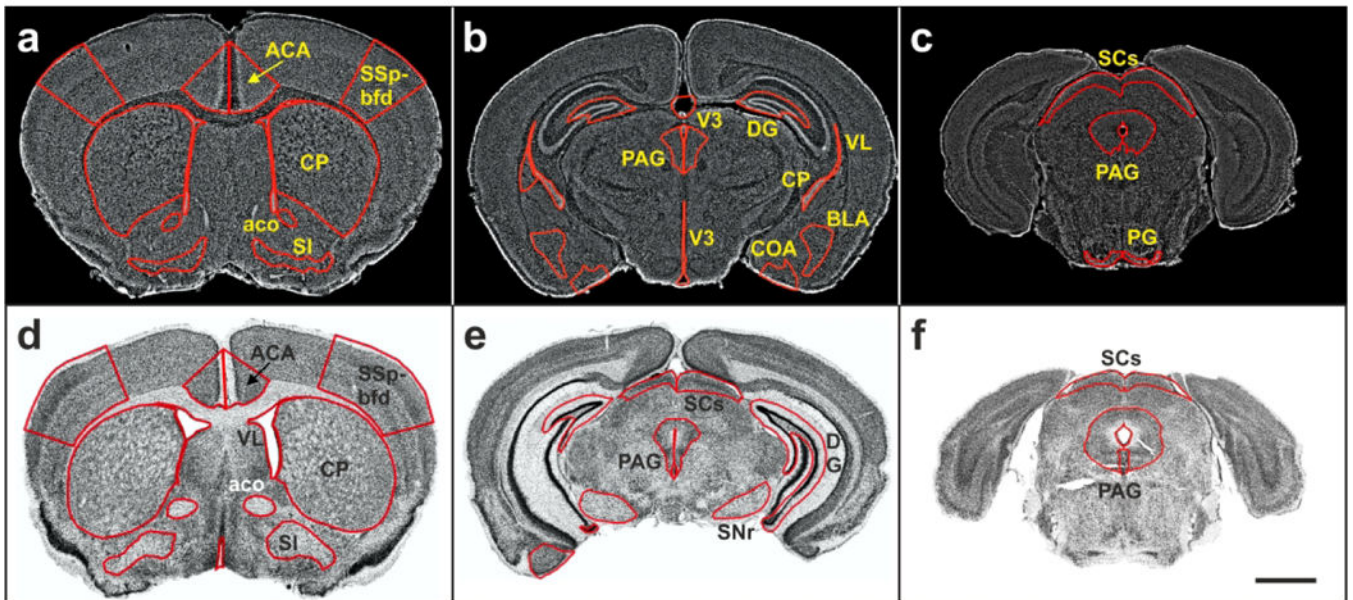 a
ACA
SSp-
bfd
CP
aco
SI
b
V3
DG
VL
PAG
CP
BLA
V3
COA
c
SCs
PAG
PG
d
ACA
SSp-
bfd
VL
CP
aco
SI
e
SCs
D
G
PAG
SNr
f
SCs
PAG